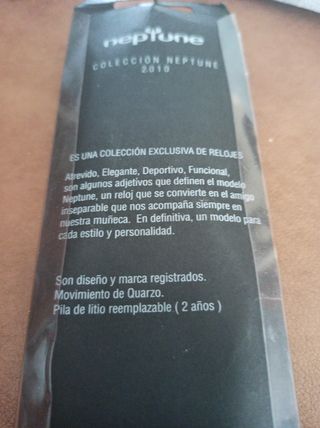 nepTune
COLECCIÓN NEPTUNE
2010
ES UNA COLECCIÓN EXCLUSIVA DE RELOJES
Atrevido, Elegante, Deportivo, Funcional,
son algunos adjetivos que definen el modelo
Neptune, un reloj que se convierte en el amigo
inseparable que nos acompaña siempre en
nuestra muñeca. En definitiva, un modelo para
cada estilo y personalidad.
Son diseño y marca registrados.
Movimiento de Quarzo.
Pila de litio reemplazable ( 2 años )